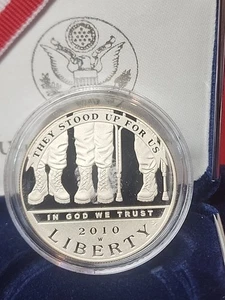 THEY STOOD UP FOR US
IN GOD WE TRUST
2010
W
LIBERTY